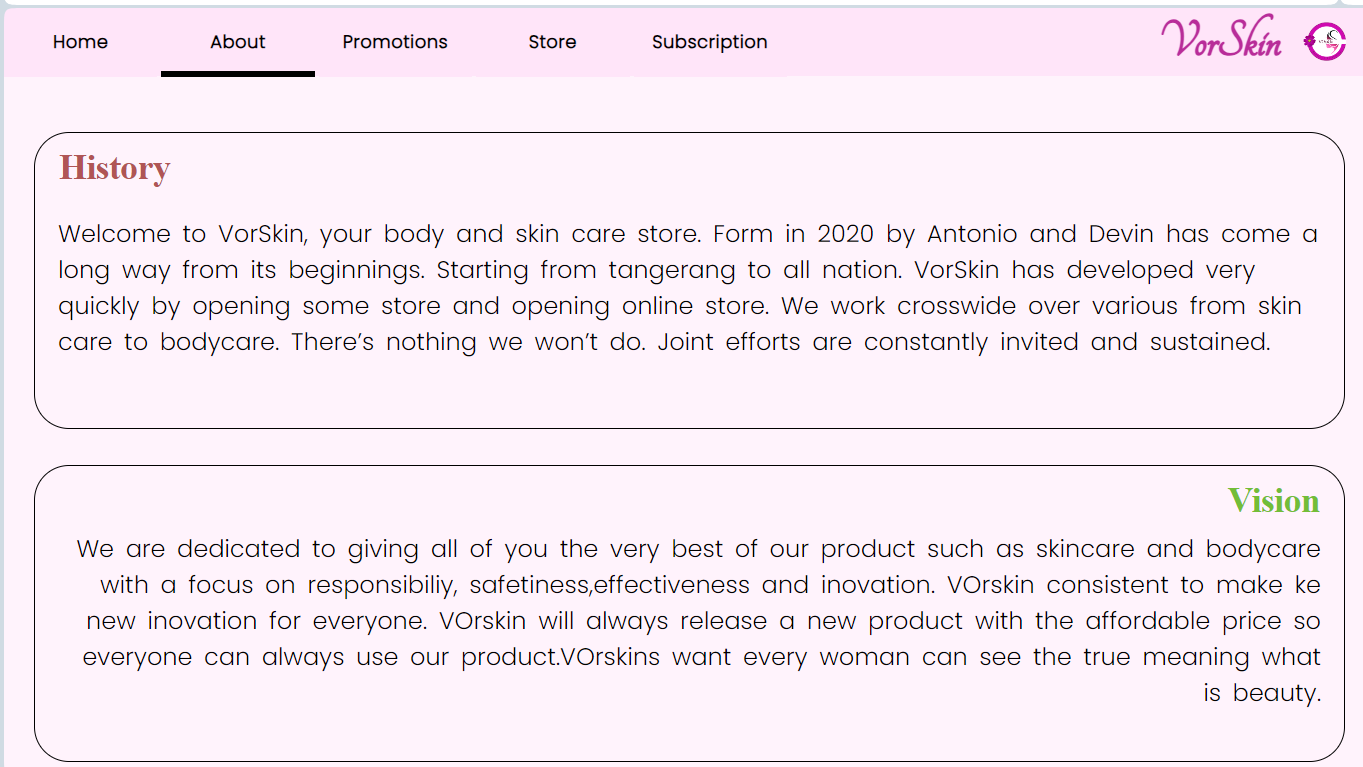 Home About Promotions Store Subscription VorSkin
History
Welcome to VorSkin, your body and skin care store. Form in 2020 by Antonio and Devin has come a
long way from its beginnings. Starting from tangerang to all nation. VorSkin has developed very
quickly by opening some store and opening online store. We work crosswide over various from skin
care to bodycare. There’s nothing we won’t do. Joint efforts are constantly invited and sustained.
Vision
We are dedicated to giving all of you the very best of our product such as skincare and bodycare
with a focus on responsibiliy, safetiness,effectiveness and inovation. VOrskin consistent to make ke
new inovation for everyone. VOrskin will always release a new product with the affordable price so
everyone can always use our product.VOrskins want every woman can see the true meaning what
is beauty.